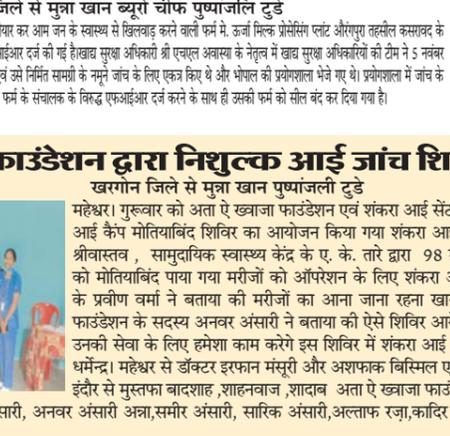 जले से मुन्ना खान ब्यूरो चीफ पुष्पांजलि टुडे
यार कर आम जन के स्वास्थ्य से खिलवाड़ करने वाली फर्म मे. ऊर्जा मिल्क प्रोसेसिंग प्लांट औरंगपुरा तहसील कसरावद के
आईआर दर्ज की गई है।खाद्य सुरक्षा अधिकारी श्री एचएल अवास्या के नेतृत्व में खाद्य सुरक्षा अधिकारियों की टीम ने 5 नवंबर
एवं उसे निर्मित सामग्री के नमूने जांच के लिए एकत्र किए थे और भोपाल की प्रयोगशाला भेजे गए थे। प्रयोगशाला में जांच के
फर्म के संचालक के विरुद्ध एफआईआर दर्ज करने के साथ ही उसकी फर्म को सील बंद कर दिया गया है।
फाउंडेशन द्वारा निशुल्क आई जांच शि
खरगोन जिले से मुन्ना खान पुष्पांजली टुडे
महेश्वर। गुरूवार को अता ऐ ख्वाजा फाउंडेशन एवं शंकरा आई सेंट
आई कैंप मोतियाबिंद शिविर का आयोजन किया गया शंकरा आ
श्रीवास्तव , सामुदायिक स्वास्थ्य केंद्र के ए. के. तारे द्वारा 98 म
को मोतियाबिंद पाया गया मरीजों को ऑपरेशन के लिए शंकरा अ
के प्रवीण वर्मा ने बताया की मरीजों का आना जाना रहना खा
फाउंडेशन के सदस्य अनवर अंसारी ने बताया की ऐसे शिविर आगे
उनकी सेवा के लिए हमेशा काम करेगे इस शिविर में शंकरा आई
धर्मेन्द्र। महेश्वर से डॉक्टर इरफान मंसूरी और अशफाक बिस्मिल ए
इंदौर से मुस्तफा बादशाह ,शाहनवाज ,शादाब अता ऐ ख्वाजा फाउं
सारी, अनवर अंसारी अन्ना,समीर अंसारी, सारिक अंसारी,अल्ताफ रज़ा,कादिर